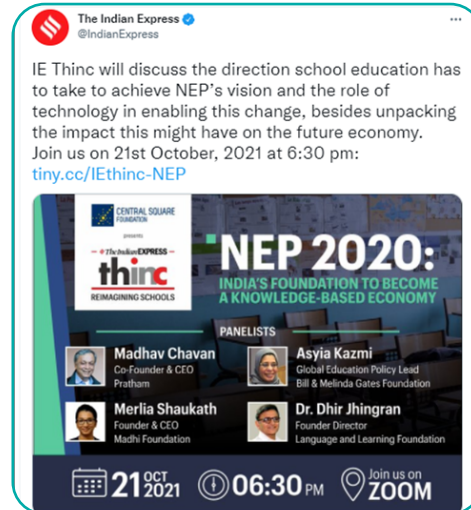 The Indian Express
@IndianExpress
IE Thinc will discuss the direction school education has
to take to achieve NEP's vision and the role of
technology in enabling this change, besides unpacking
the impact this might have on the future economy.
Join us on 21st October, 2021 at 6:30 pm:
tiny.cc/IEthinc-NEP
CENTRAL SQUARE
FOUNDATION
presents
The Indian EXPRESS
thinc
REIMAGINING SCHOOLS
NEP 2020:
INDIA'S FOUNDATION TO BECOME
A KNOWLEDGE-BASED ECONOMY
PANELISTS
Madhav Chavan
Co-Founder & CEO
Pratham
Asyia Kazmi
Global Education Policy Lead
Bill & Melinda Gates Foundation
Merlia Shaukath
Founder & CEO
Madhi Foundation
Dr. Dhir Jhingran
Founder Director
Language and Learning Foundation
21 OCT 2021
06:30 PM
Join us on
ZOOM